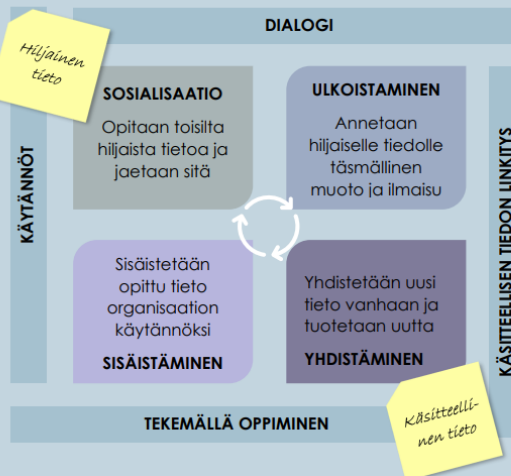 DIALOGI
Hiljainen
tieto
SOSIALISAATIO
Opitaan toisilta
hiljaista tietoa ja
jaetaan sitä
ULKOISTAMINEN
Annetaan
hiljaiselle tiedolle
täsmällinen
muoto ja ilmaisu
KÄYTÄNNÖT
KÄSITTEELLISEN TIEDON LINKITYS
Sisäistetään
opittu tieto
organisaation
käytännöksi
SISÄISTÄMINEN
Yhdistetään uusi
tieto vanhaan ja
tuotetaan uutta
YHDISTÄMINEN
TEKEMÄLLÄ OPPIMINEN
Käsitteelli-
nen tieto